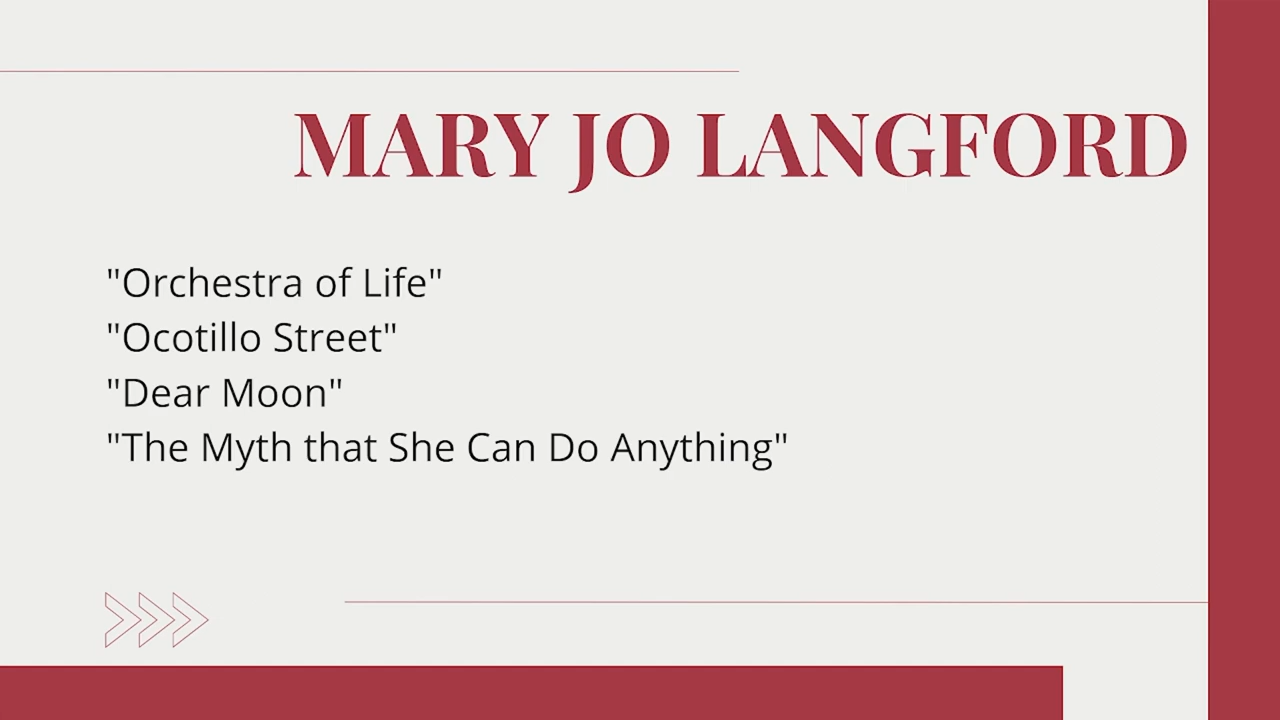 MARY JO LANGFORD
"Orchestra of Life"
"Ocotillo Street"
"Dear Moon"
"The Myth that She Can Do Anything"